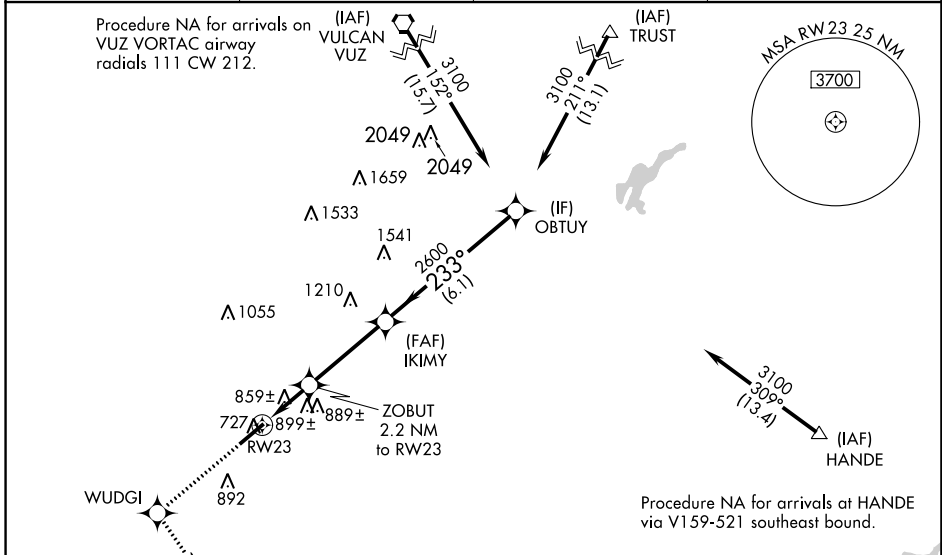 Procedure NA for arrivals on
VUZ VORTAC airway
radials 111 CW 212.
(IAF)
VULCAN
VUZ
3100
152°
(15.7)
(IAF)
TRUST
3100
211°
(13.1)
MSA RW23 25 NM
3700
2049
2049
1659
1533
1541
(IF)
OBTUY
2600
233°
(6.1)
1210
1055
(FAF)
IKIMY
859±
899±
889±
727
RW23
ZOBUT
2.2 NM
to RW23
3100
309°
(13.4)
(IAF)
HANDE
892
WUDGI
Procedure NA for arrivals at HANDE
via V159-521 southeast bound.